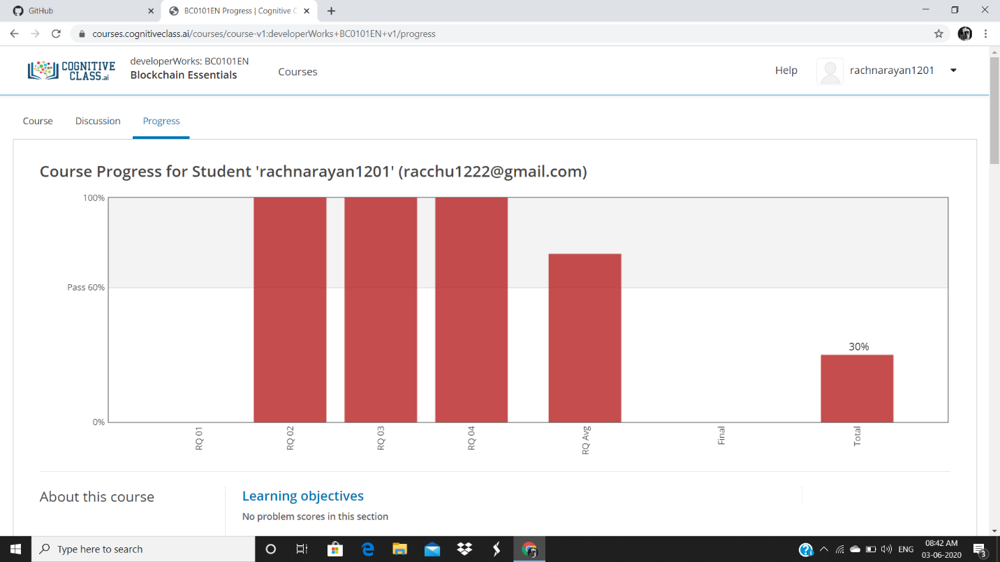 GitHub
BC0101EN Progress | Cognitive C
courses.cognitiveclass.ai/courses/course-v1:developerWorks+BC0101EN+v1/progress
COGNITIVE
CLASS.ai
developerWorks: BC0101EN
Blockchain Essentials
Courses
Help
rachnarayan1201
Course
Discussion
Progress
Course Progress for Student 'rachnarayan1201' (racchu1222@gmail.com)
100%
Pass 60%
0%
30%
RQ 01
RQ 02
RQ 03
RQ 04
RQ Avg
Final
Total
About this course
Learning objectives
No problem scores in this section
Type here to search
ENG
08:42 AM
03-06-2020
3